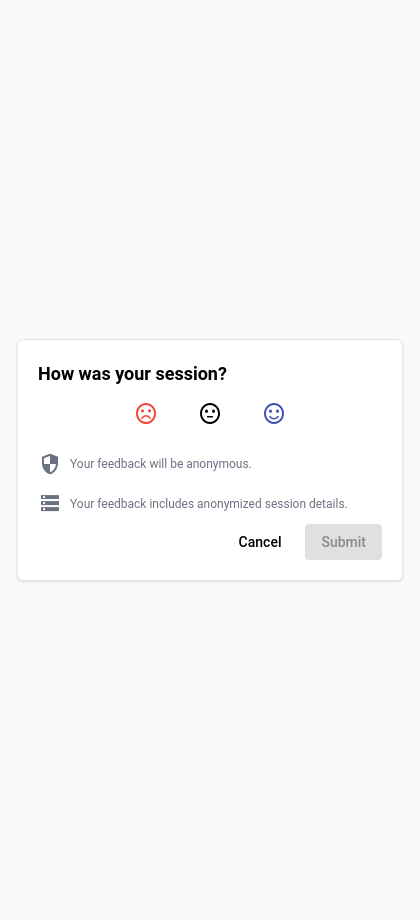 How was your session?
Your feedback will be anonymous.
Your feedback includes anonymized session details.
Cancel
Submit